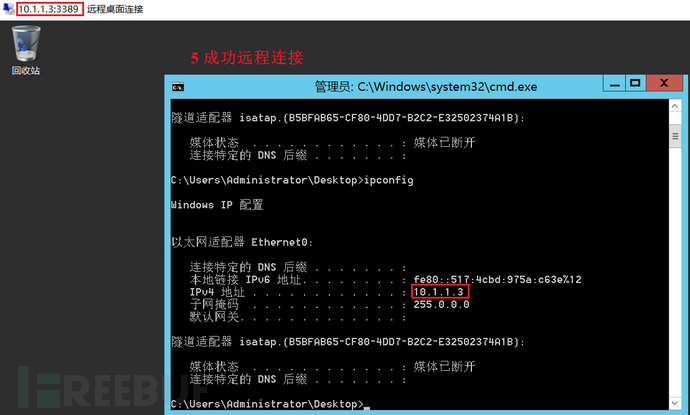 10.1.1.3:3389 - 远程桌面连接
回收站
5 成功远程连接
管理员: C:\Windows\system32\cmd.exe
隧道适配器 isatap.{B5BFAB65-CF80-4DD7-B2C2-E32502374A1B}:
媒体状态 . . . . . . . . . . . . : 媒体已断开
连接特定的 DNS 后缀 . . . . . . . :
C:\Users\Administrator\Desktop>ipconfig
Windows IP 配置
以太网适配器 Ethernet0:
连接特定的 DNS 后缀 . . . . . . . :
本地链接 IPv6 地址. . . . . . . . : fe80::517:4cbd:975a:c63e%12
IPv4 地址 . . . . . . . . . . . . : 10.1.1.3
子网掩码 . . . . . . . . . . . . : 255.0.0.0
默认网关. . . . . . . . . . . . . :
隧道适配器 isatap.{B5BFAB65-CF80-4DD7-B2C2-E32502374A1B}:
媒体状态 . . . . . . . . . . . . : 媒体已断开
连接特定的 DNS 后缀 . . . . . . . :
C:\Users\Administrator\Desktop>
FREEBUF